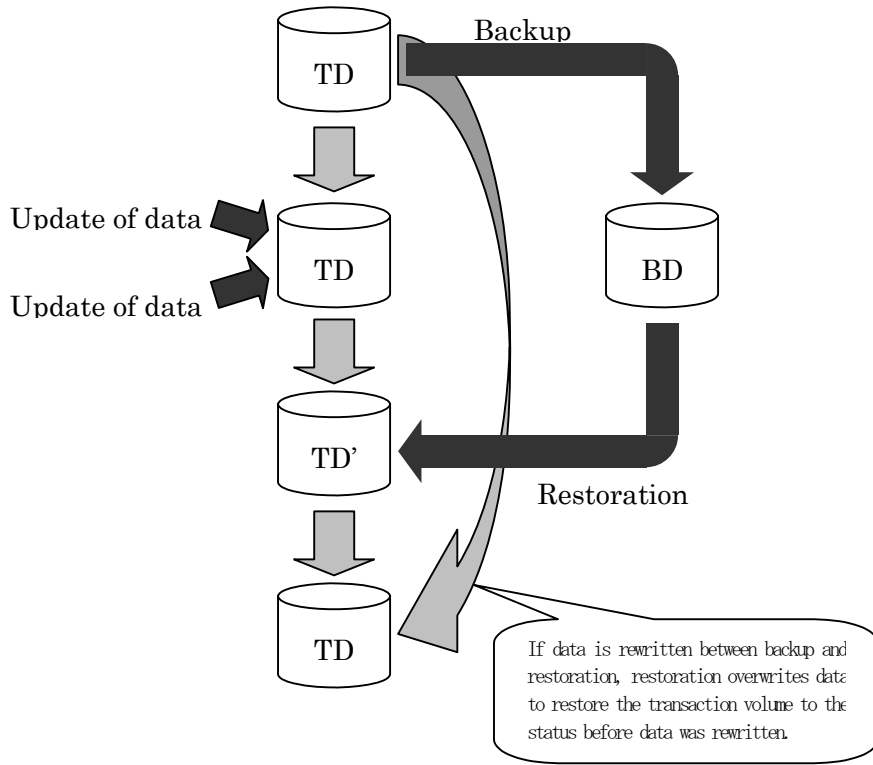 Backup
TD
Update of data
TD
BD
Update of data
TD'
Restoration
TD
If data is rewritten between backup and
restoration, restoration overwrites data
to restore the transaction volume to the
status before data was rewritten.